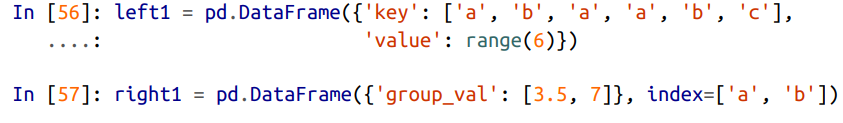 In [56]: left1 = pd.DataFrame({'key': ['a', 'b', 'a', 'a', 'b', 'c'],
   ....:                       'value': range(6)})
In [57]: right1 = pd.DataFrame({'group_val': [3.5, 7]}, index=['a', 'b'])